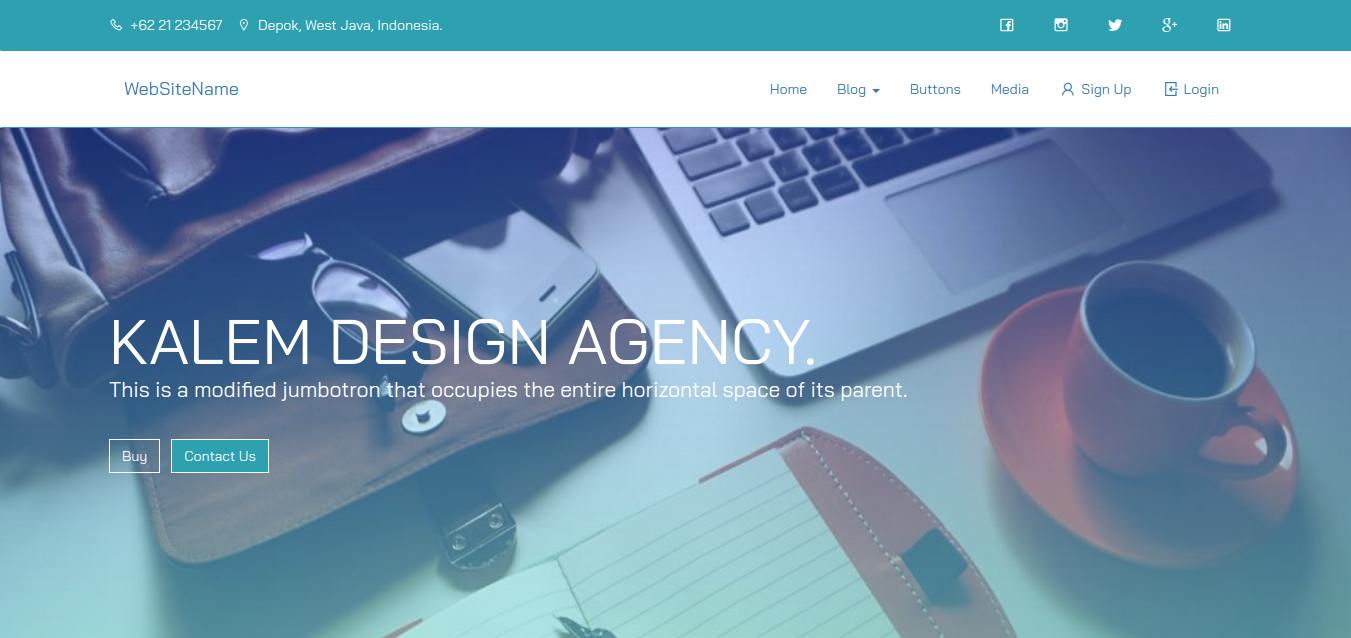 +62 21 234567 Depok, West Java, Indonesia.
WebSiteName Home Blog Buttons Media Sign Up Login
KALEM DESIGN AGENCY.
This is a modified jumbotron that occupies the entire horizontal space of its parent.
Buy Contact Us